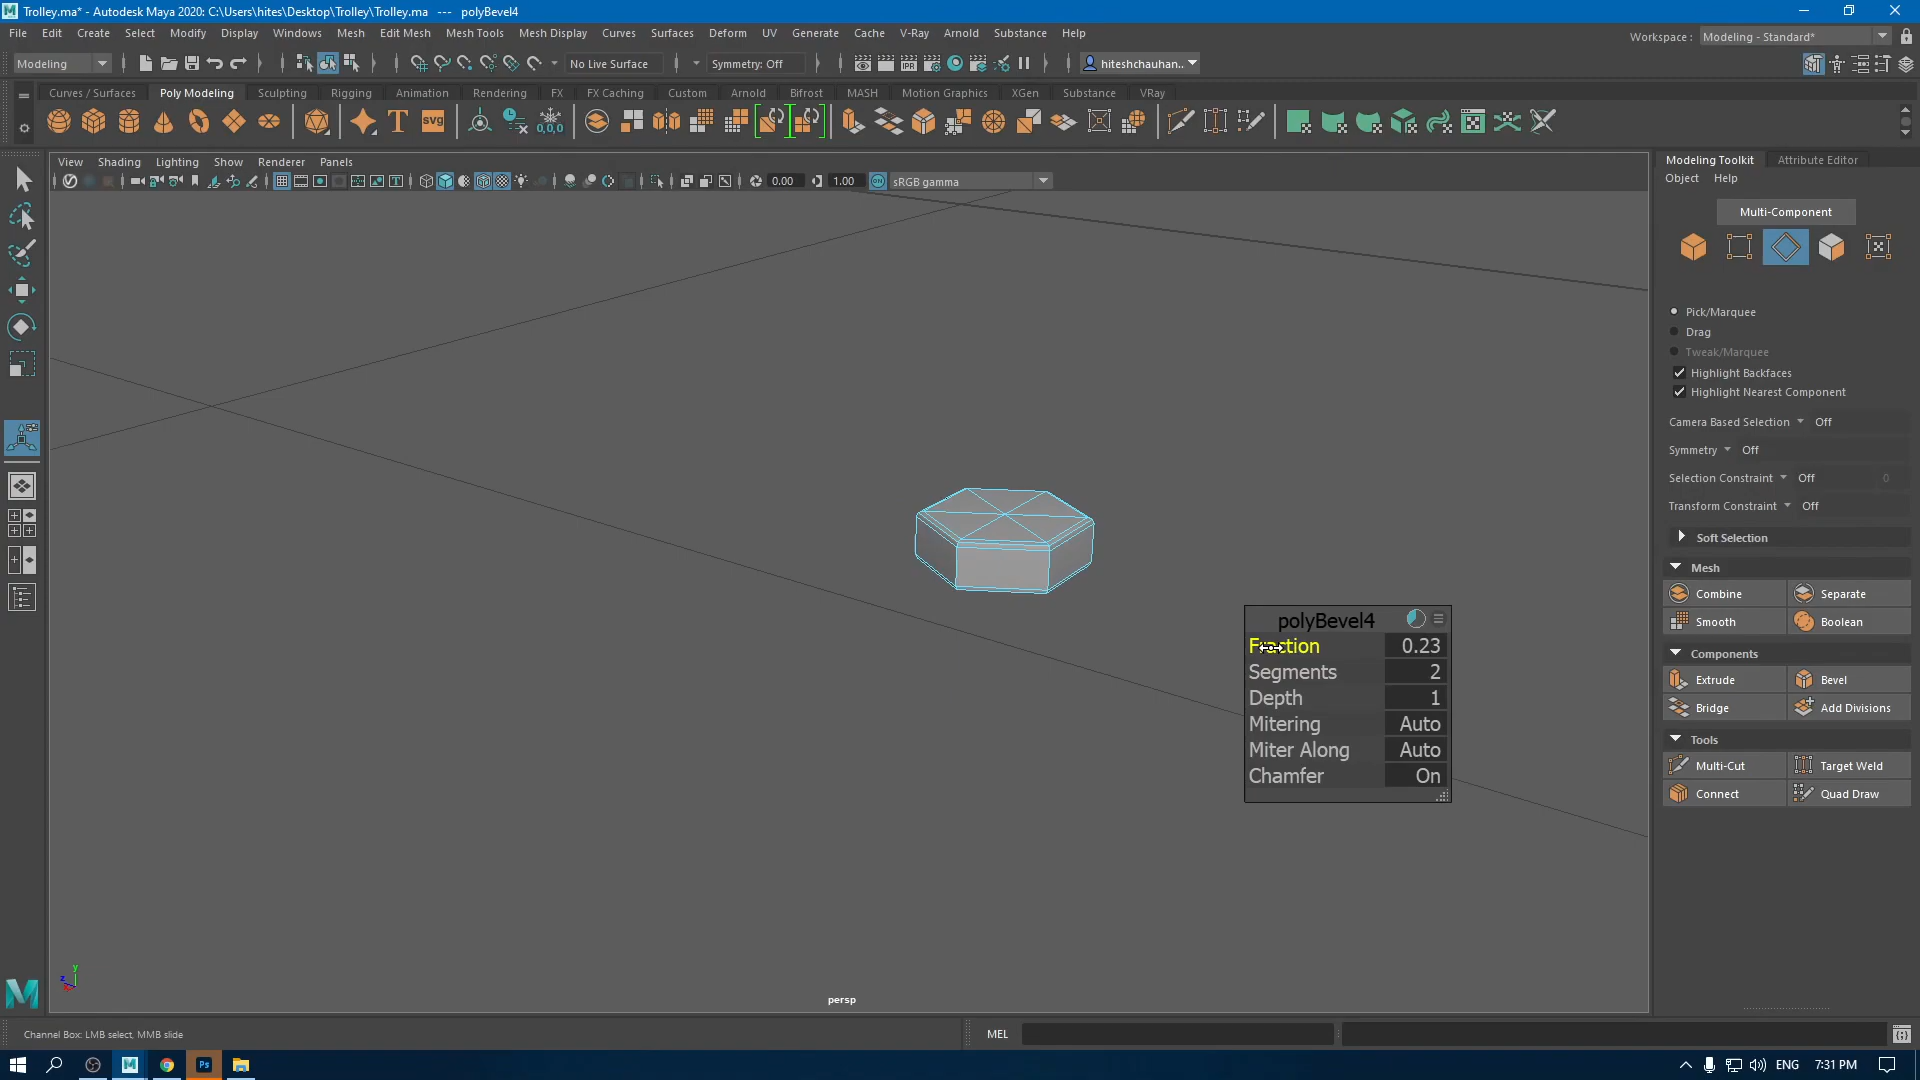 Trolley.ma* - Autodesk Maya 2020: C:\Users\hites\Desktop\Trolley\Trolley.ma   ---   polyBevel4
File Edit Create Select Modify Display Windows Mesh Edit Mesh Mesh Tools Mesh Display Curves Surfaces Deform UV Generate Cache V-Ray Arnold Substance Help
Workspace : Modeling - Standard*
Modeling
No Live Surface
Symmetry: Off
hiteshchauhan..
Curves / Surfaces Poly Modeling Sculpting Rigging Animation Rendering FX FX Caching Custom Arnold Bifrost MASH Motion Graphics XGen Substance VRay
T
svg
0,0,0
IPR
View Shading Lighting Show Renderer Panels
0.00
1.00
sRGB gamma
Modeling Toolkit
Attribute Editor
Object Help
Multi-Component
Pick/Marquee
Drag
Tweak/Marquee
Highlight Backfaces
Highlight Nearest Component
Camera Based Selection Off
Symmetry Off
Selection Constraint Off 0
Transform Constraint Off
Soft Selection
Mesh
Combine Separate
Smooth Boolean
Components
Extrude Bevel
Bridge Add Divisions
Tools
Multi-Cut Target Weld
Connect Quad Draw
polyBevel4
Fraction 0.23
Segments 2
Depth 1
Mitering Auto
Miter Along Auto
Chamfer On
y
z
x
persp
Channel Box: LMB select, MMB slide
MEL
Ps
ENG
7:31 PM